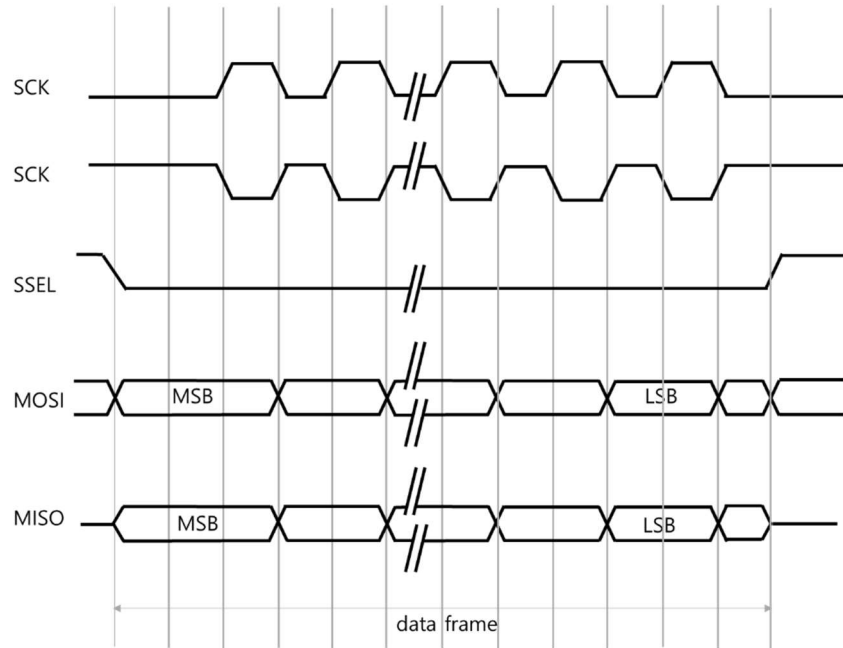 SCK
SCK
SSEL
MOSI MSB LSB
MISO MSB LSB
data frame